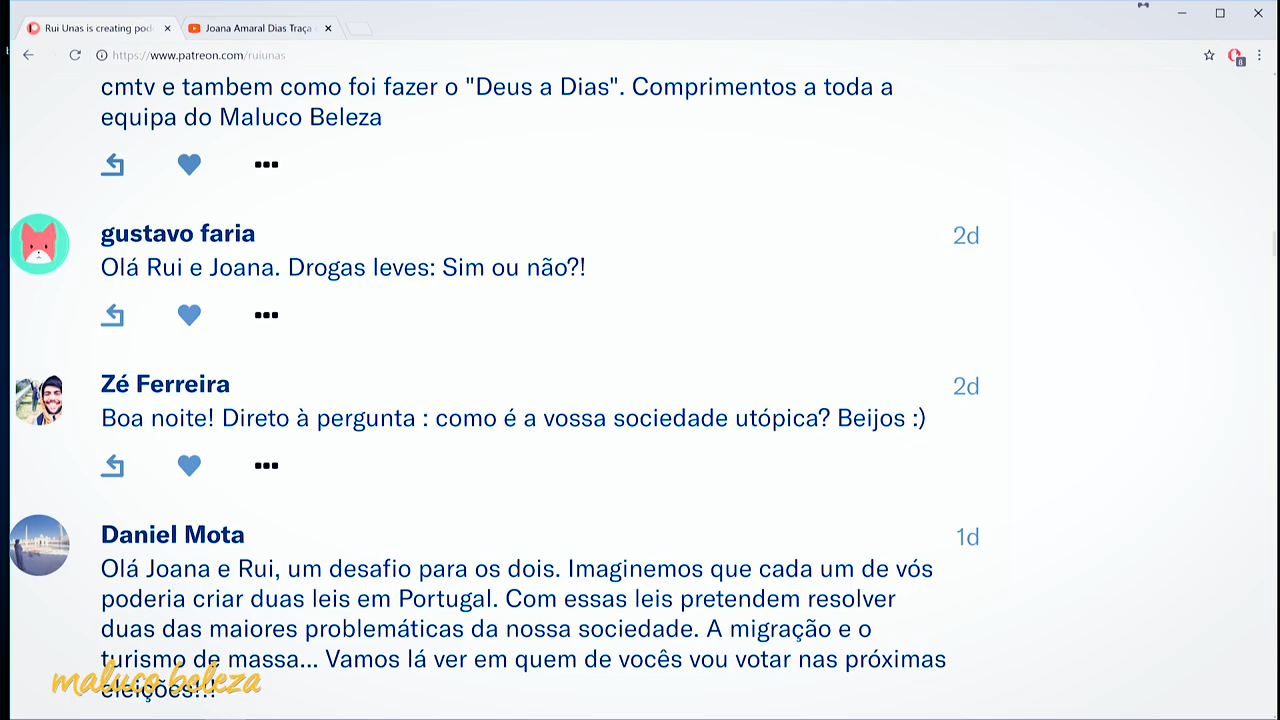 Rui Unas is creating pod
Joana Amaral Dias Traça
https://www.patreon.com/ruiunas
8
cmtv e tambem como foi fazer o "Deus a Dias". Comprimentos a toda a
equipa do Maluco Beleza
gustavo faria
2d
Olá Rui e Joana. Drogas leves: Sim ou não?!
Zé Ferreira
2d
Boa noite! Direto à pergunta : como é a vossa sociedade utópica? Beijos :)
Daniel Mota
1d
Olá Joana e Rui, um desafio para os dois. Imaginemos que cada um de vós
poderia criar duas leis em Portugal. Com essas leis pretendem resolver
duas das maiores problemáticas da nossa sociedade. A migração e o
turismo de massa... Vamos lá ver em quem de vocês vou votar nas próximas
eleições!!!
maluco beleza